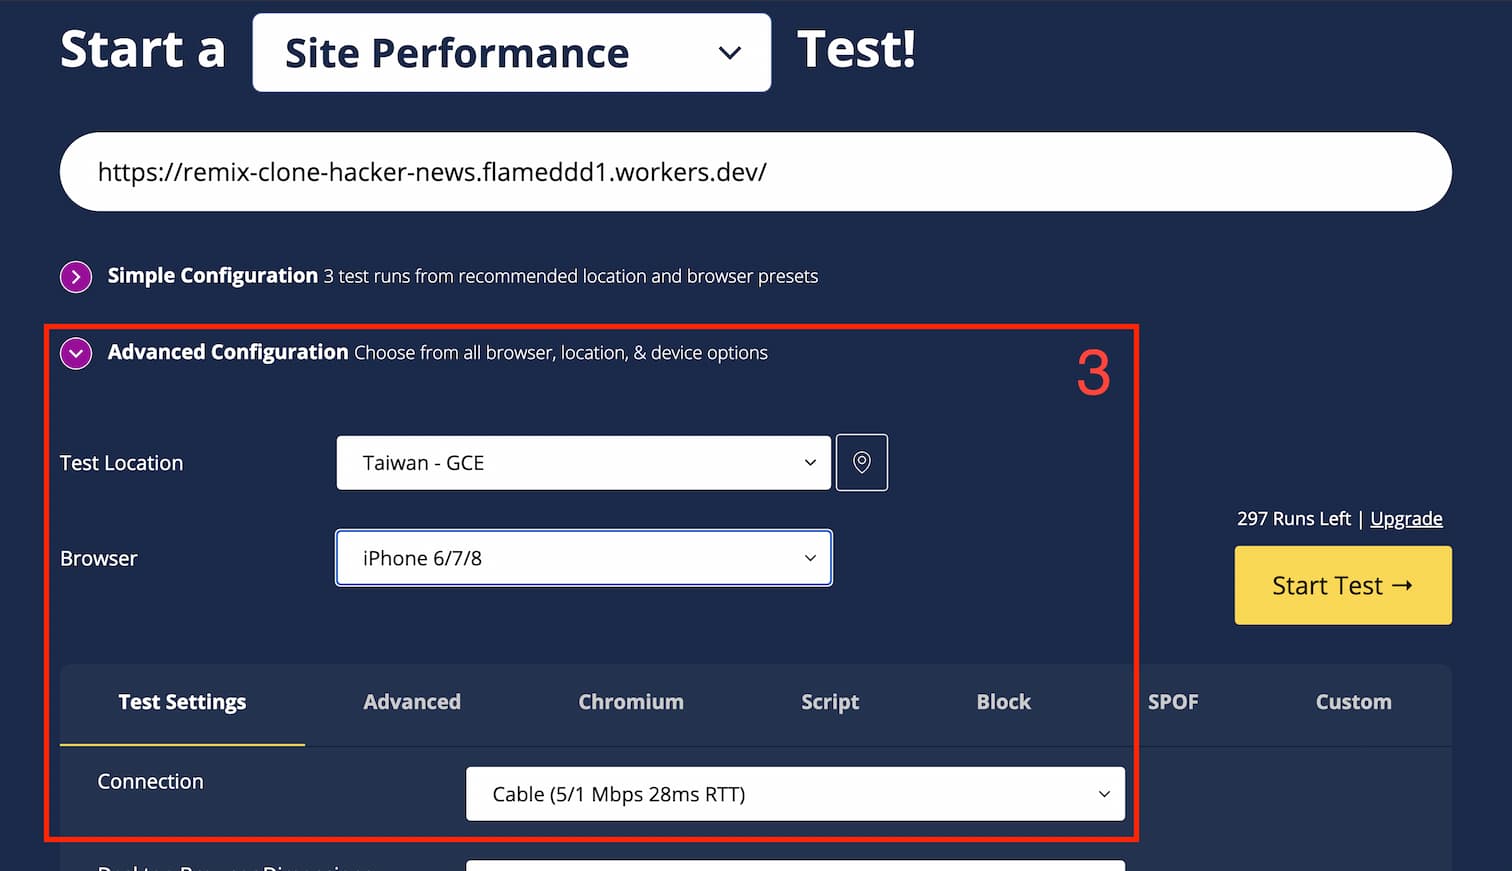 Start a Site Performance Test!
https://remix-clone-hacker-news.flameddd1.workers.dev/
Simple Configuration 3 test runs from recommended location and browser presets
Advanced Configuration Choose from all browser, location, & device options
3
Test Location
Taiwan - GCE
297 Runs Left | Upgrade
Browser
iPhone 6/7/8
Start Test →
Test Settings Advanced Chromium Script Block SPOF Custom
Connection
Cable (5/1 Mbps 28ms RTT)